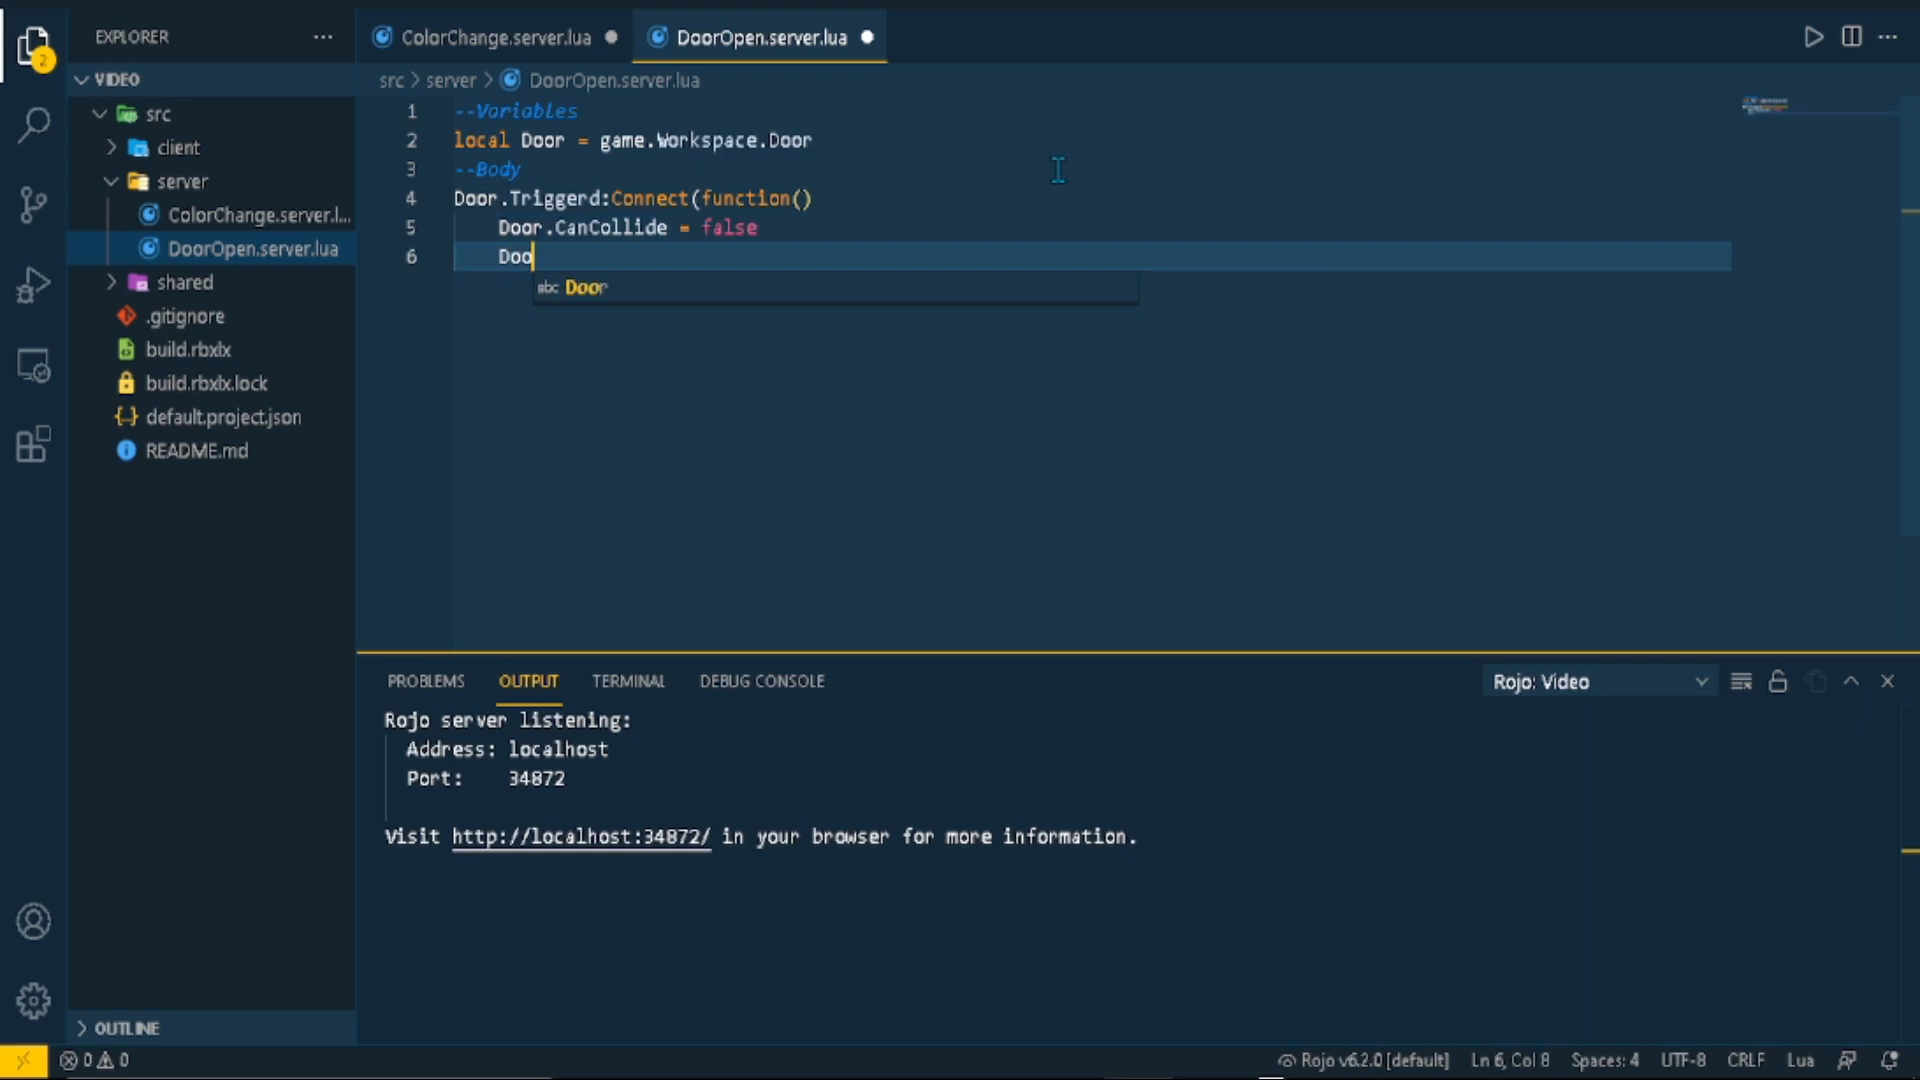 EXPLORER
2
VIDEO
src
client
server
ColorChange.server.l...
DoorOpen.server.lua
shared
.gitignore
build.rbxlx
build.rbxlx.lock
default.project.json
README.md
OUTLINE
ColorChange.server.lua
DoorOpen.server.lua
src > server > DoorOpen.server.lua
1 --Variables
2 local Door = game.Workspace.Door
3 --Body
4 Door.Triggerd:Connect(function()
5 Door.CanCollide = false
6 Doo
abc Door
PROBLEMS OUTPUT TERMINAL DEBUG CONSOLE
Rojo: Video
Rojo server listening:
Address: localhost
Port: 34872
Visit http://localhost:34872/ in your browser for more information.
0 0
Rojo v6.2.0 [default] Ln 6, Col 8 Spaces: 4 UTF-8 CRLF Lua